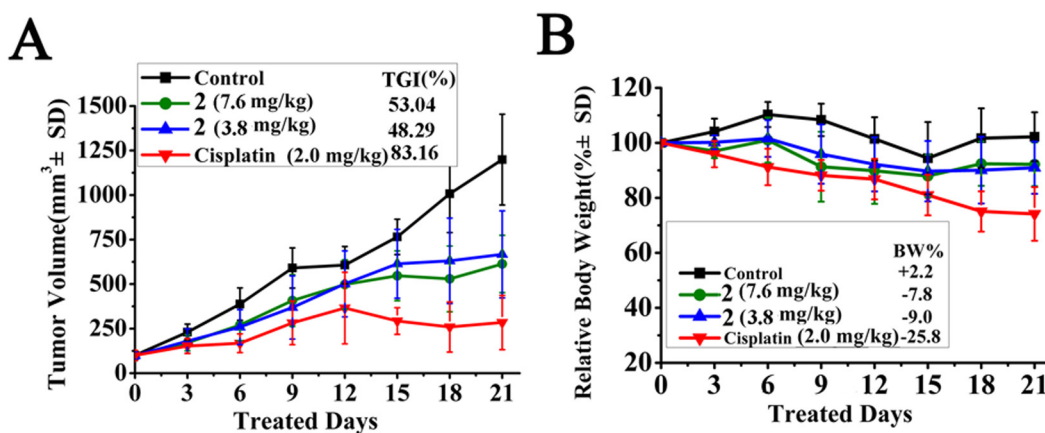 A
Tumor Volume(mm³± SD)
TGI(%)
Control
2 (7.6 mg/kg) 53.04
2 (3.8 mg/kg) 48.29
Cisplatin (2.0 mg/kg) 83.16
1500
1250
1000
750
500
250
0
0 3 6 9 12 15 18 21
Treated Days
B
Relative Body Weight(%± SD)
120
100
80
60
40
20
BW%
Control +2.2
2 (7.6 mg/kg) -7.8
2 (3.8 mg/kg) -9.0
Cisplatin (2.0 mg/kg) -25.8
0 3 6 9 12 15 18 21
Treated Days